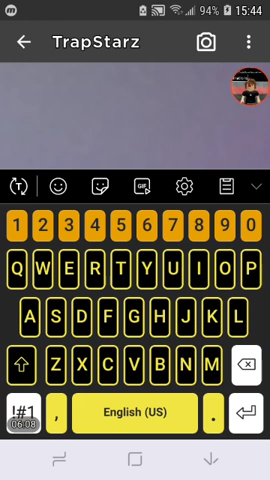 94% 15:44
TrapStarz
T GIF
1 2 3 4 5 6 7 8 9 0
Q W E R T Y U I O P
A S D F G H J K L
Z X C V B N M
!#1 , English (US) .
06:08